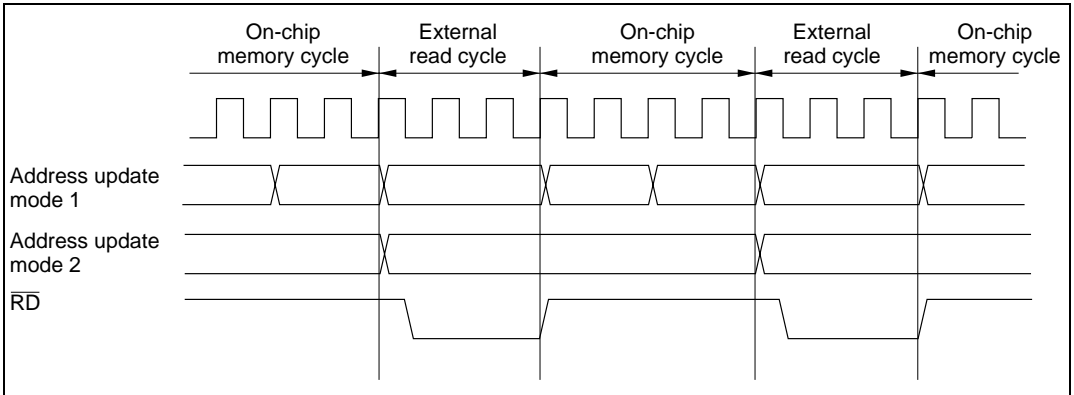 On-chip
memory cycle
External
read cycle
On-chip
memory cycle
External
read cycle
On-chip
memory cycle
Address update
mode 1
Address update
mode 2
R̅D̅